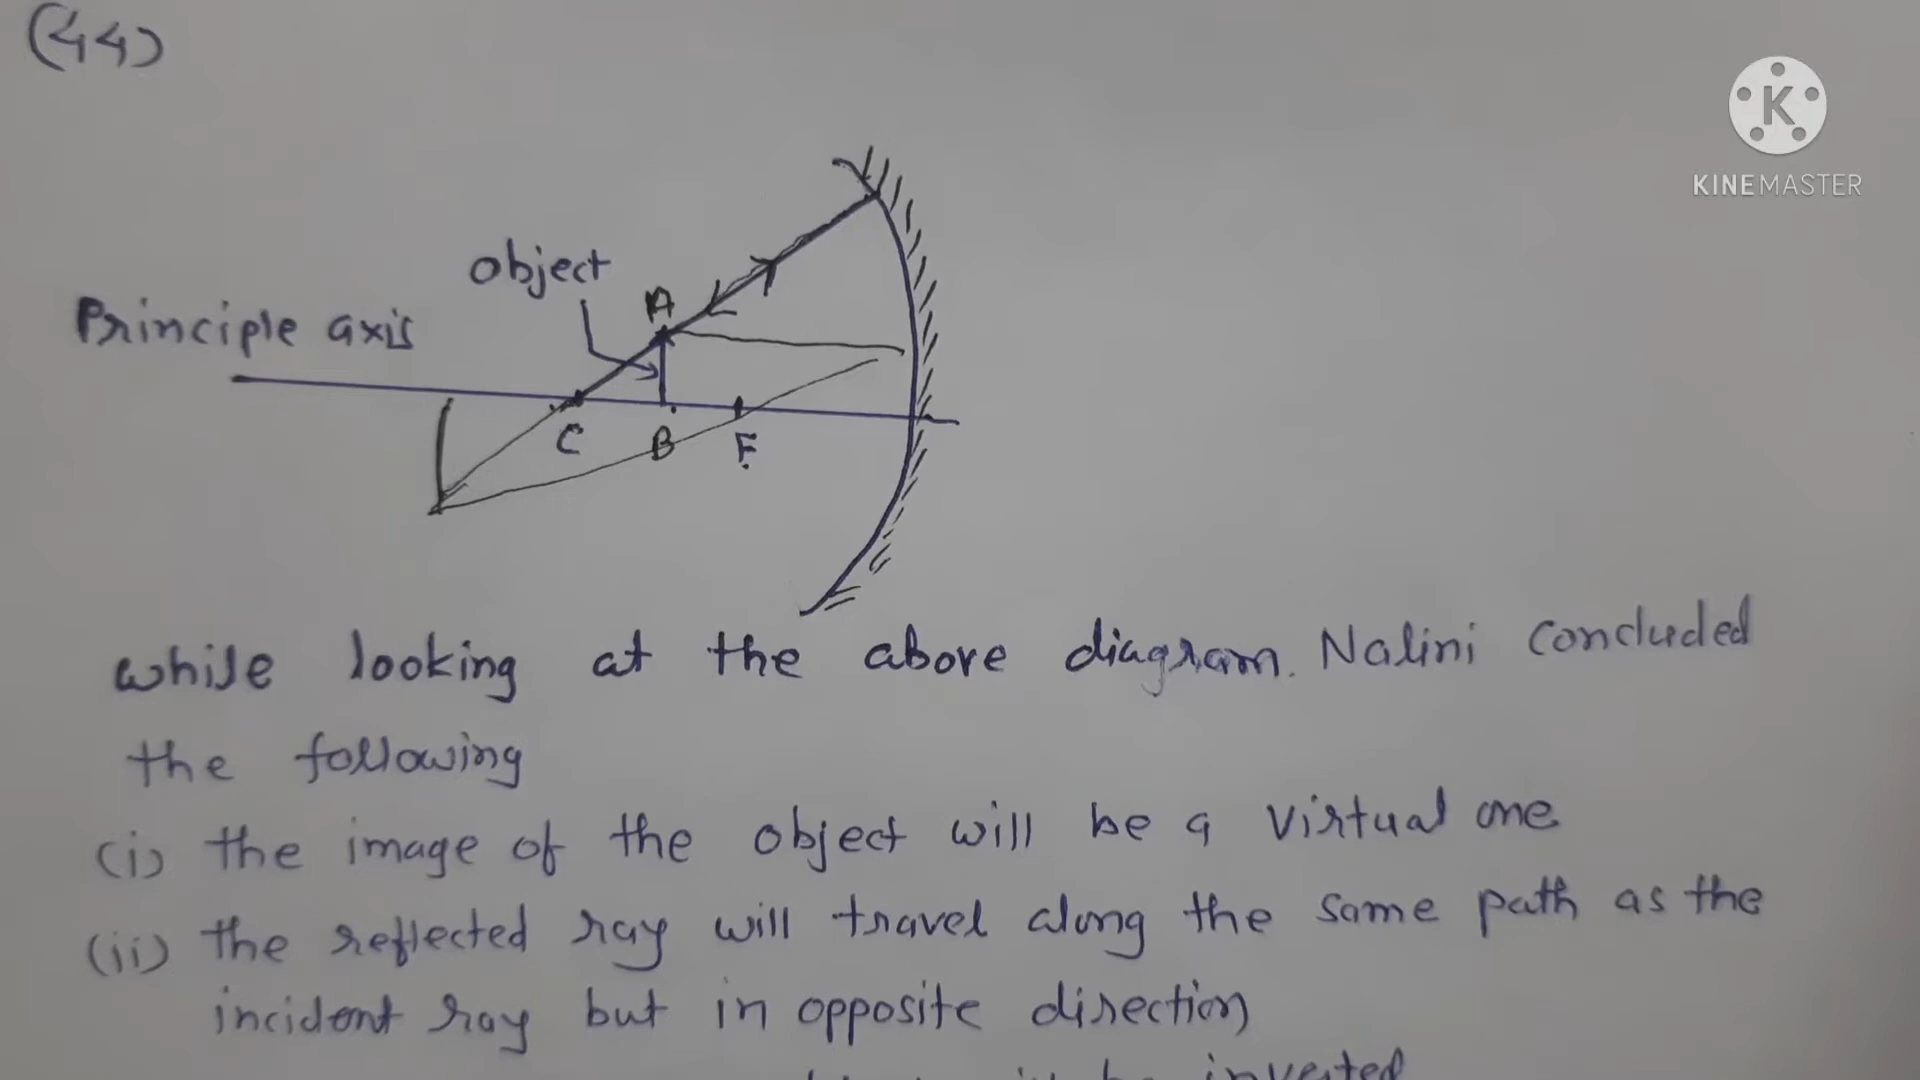 (44)
KINEMASTER
object
A
Principle axis
C
B
F
while looking at the above diagram. Nalini concluded
the following
(i) the image of the object will be a virtual one
(ii) the reflected ray will travel along the same path as the
incident ray but in opposite direction
be inverted